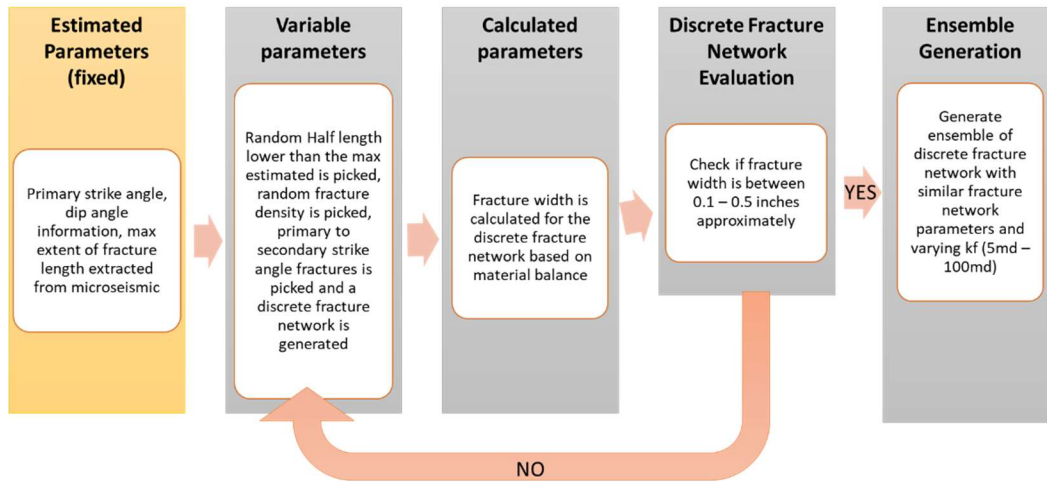 Estimated
Parameters
(fixed)
Primary strike angle,
dip angle
information, max
extent of fracture
length extracted
from microseismic
Variable
parameters
Random Half length
lower than the max
estimated is picked,
random fracture
density is picked,
primary to
secondary strike
angle fractures is
picked and a
discrete fracture
network is
generated
Calculated
parameters
Fracture width is
calculated for the
discrete fracture
network based on
material balance
Discrete Fracture
Network
Evaluation
Check if fracture
width is between
0.1 – 0.5 inches
approximately
YES
NO
Ensemble
Generation
Generate
ensemble of
discrete fracture
network with
similar fracture
network
parameters and
varying kf (5md –
100md)